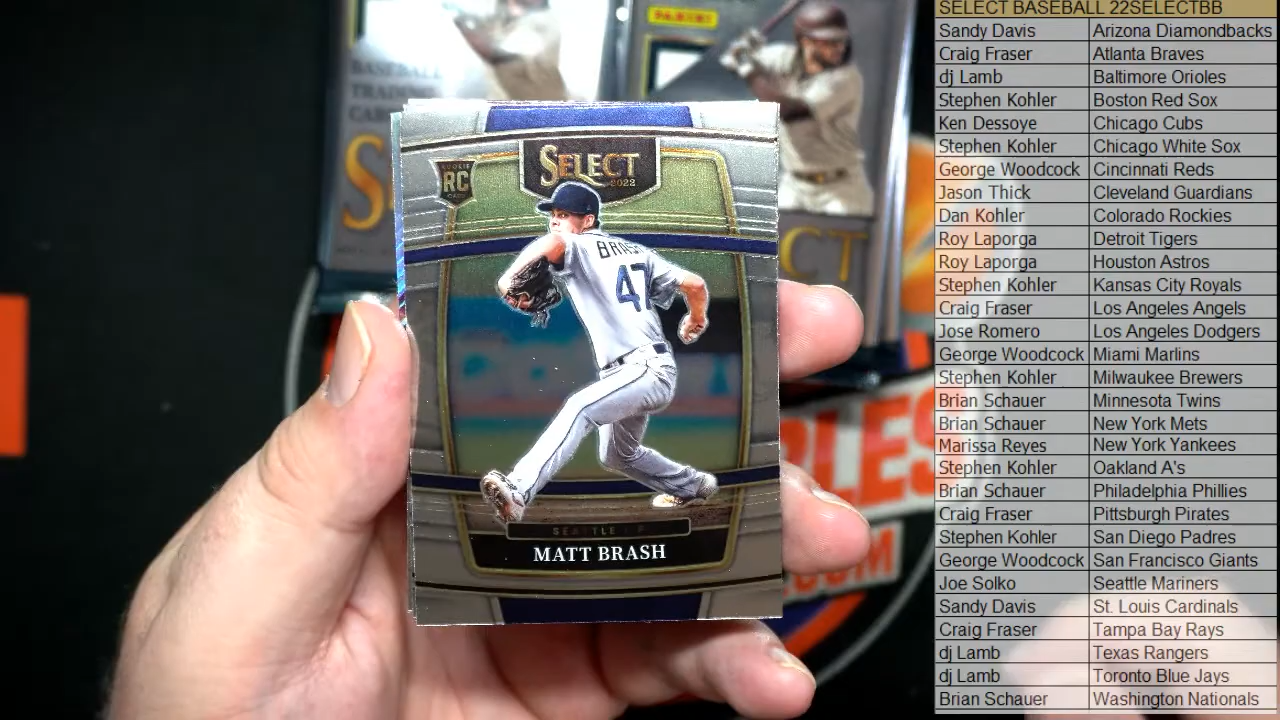 PANINI
BASEBALL
TRADING
SELECT
2022
ROOKIE
RC
BRASH
47
SEATTLE
MATT BRASH
SELECT BASEBALL 22SELECTBB
Sandy Davis Arizona Diamondbacks
Craig Fraser Atlanta Braves
dj Lamb Baltimore Orioles
Stephen Kohler Boston Red Sox
Ken Dessoye Chicago Cubs
Stephen Kohler Chicago White Sox
George Woodcock Cincinnati Reds
Jason Thick Cleveland Guardians
Dan Kohler Colorado Rockies
Roy Laporga Detroit Tigers
Roy Laporga Houston Astros
Stephen Kohler Kansas City Royals
Craig Fraser Los Angeles Angels
Jose Romero Los Angeles Dodgers
George Woodcock Miami Marlins
Stephen Kohler Milwaukee Brewers
Brian Schauer Minnesota Twins
Brian Schauer New York Mets
Marissa Reyes New York Yankees
Stephen Kohler Oakland A's
Brian Schauer Philadelphia Phillies
Craig Fraser Pittsburgh Pirates
Stephen Kohler San Diego Padres
George Woodcock San Francisco Giants
Joe Solko Seattle Mariners
Sandy Davis St. Louis Cardinals
Craig Fraser Tampa Bay Rays
dj Lamb Texas Rangers
dj Lamb Toronto Blue Jays
Brian Schauer Washington Nationals